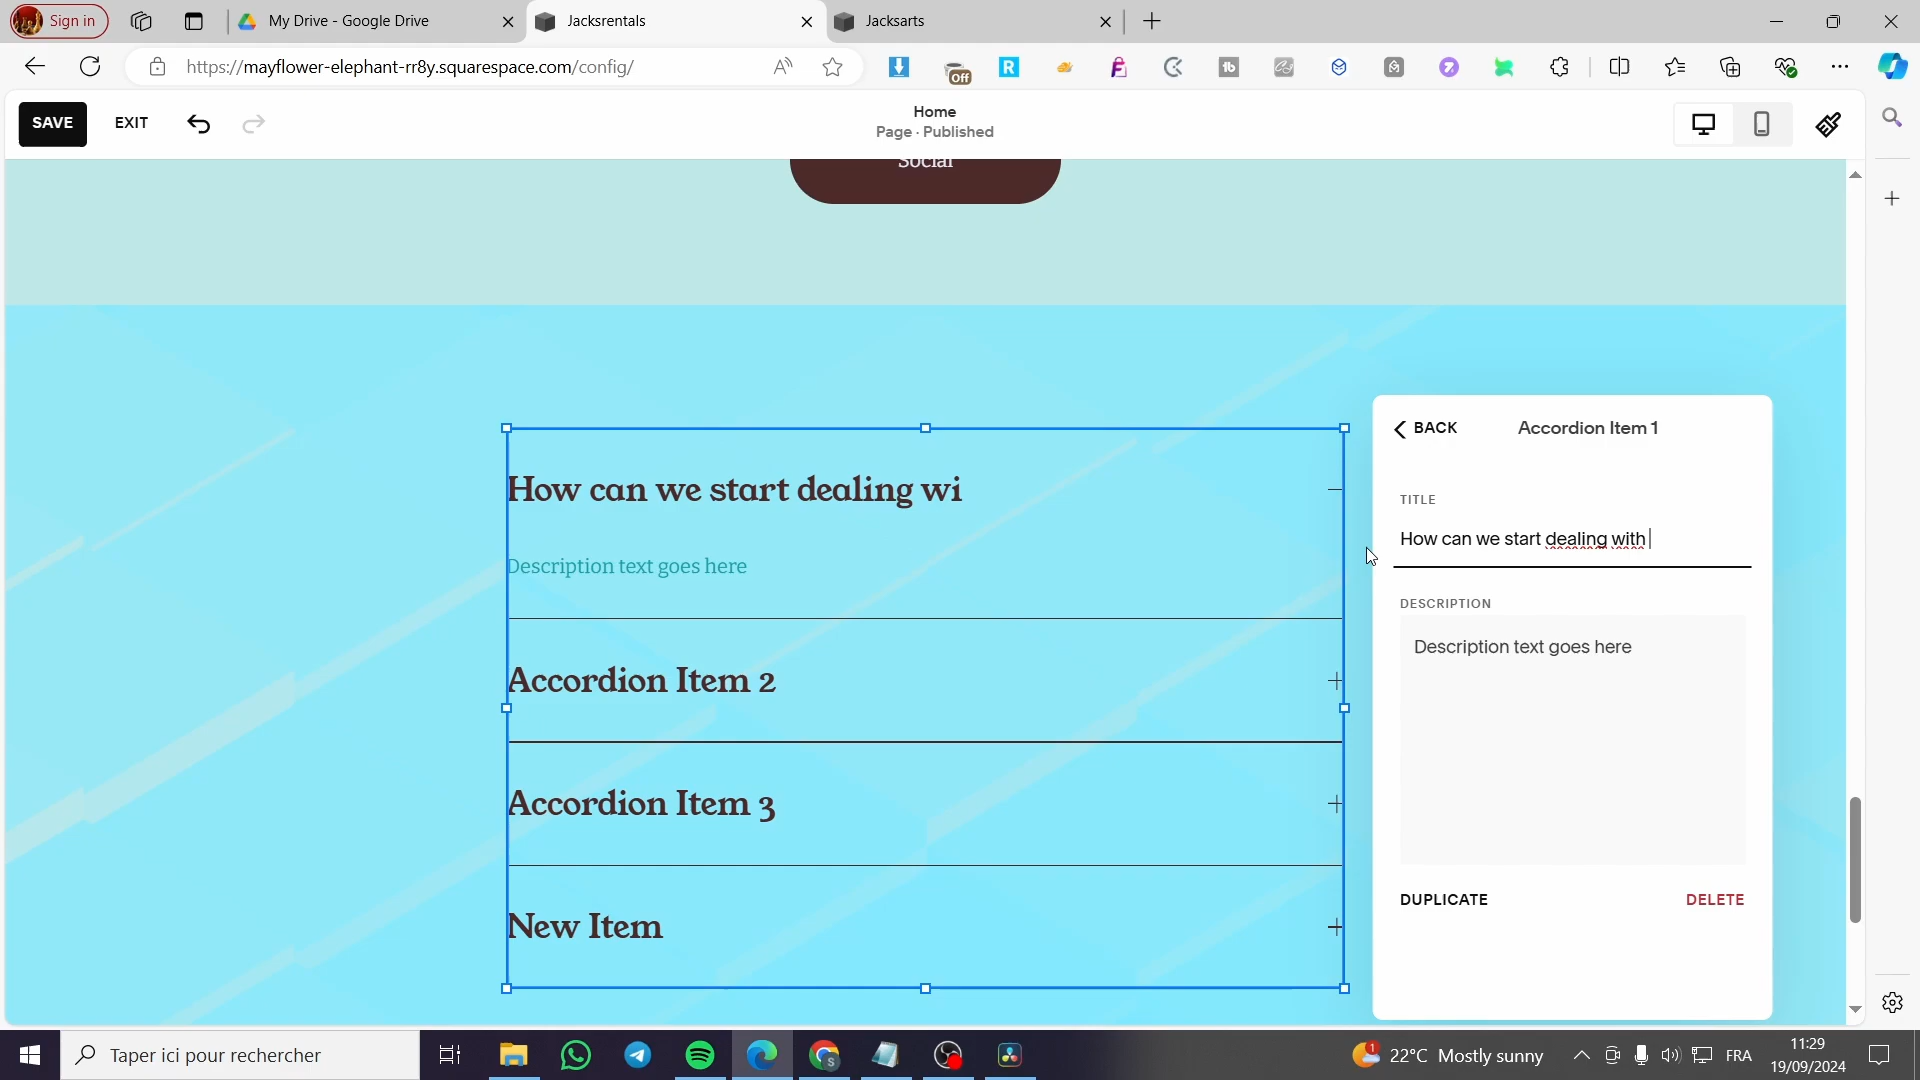 Sign in
My Drive - Google Drive
Jacksrentals
Jacksarts
https://mayflower-elephant-rr8y.squarespace.com/config/
Off
SAVE
EXIT
Home
Page · Published
Social
How can we start dealing wi
Description text goes here
Accordion Item 2
Accordion Item 3
New Item
BACK
Accordion Item 1
TITLE
How can we start dealing with
DESCRIPTION
Description text goes here
DUPLICATE
DELETE
Taper ici pour rechercher
1
22°C Mostly sunny
FRA
11:29
19/09/2024